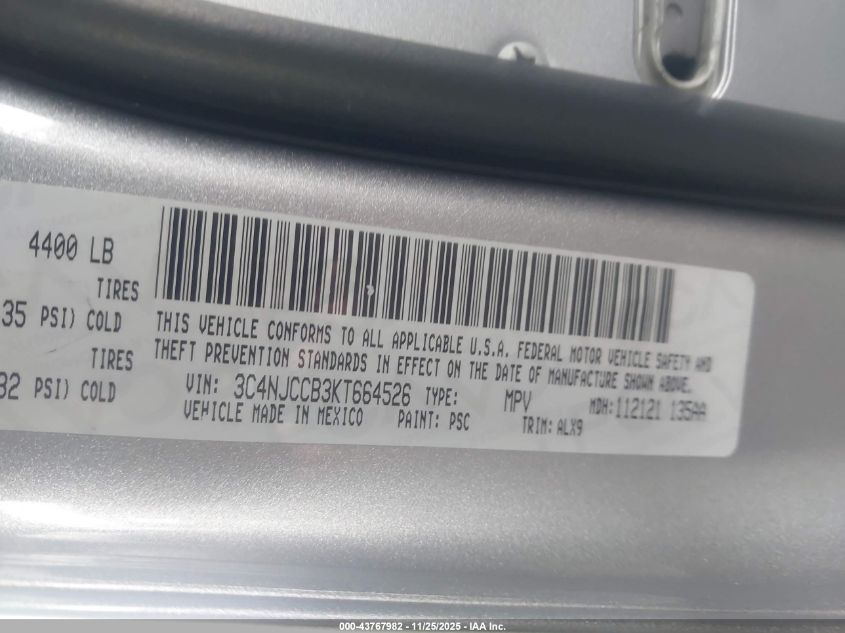 4400 LB
TIRES
35 PSI) COLD
TIRES
32 PSI) COLD
THIS VEHICLE CONFORMS TO ALL APPLICABLE U.S.A. FEDERAL MOTOR VEHICLE SAFETY AND
THEFT PREVENTION STANDARDS IN EFFECT ON THE DATE OF MANUFACTURE SHOWN ABOVE.
VIN: 3C4NJCCB3KT664526 TYPE: MPV MDH:112121 135AA
VEHICLE MADE IN MEXICO PAINT: PSC TRIM: ALX9
000-43767982 - 11/25/2025 - IAA Inc.